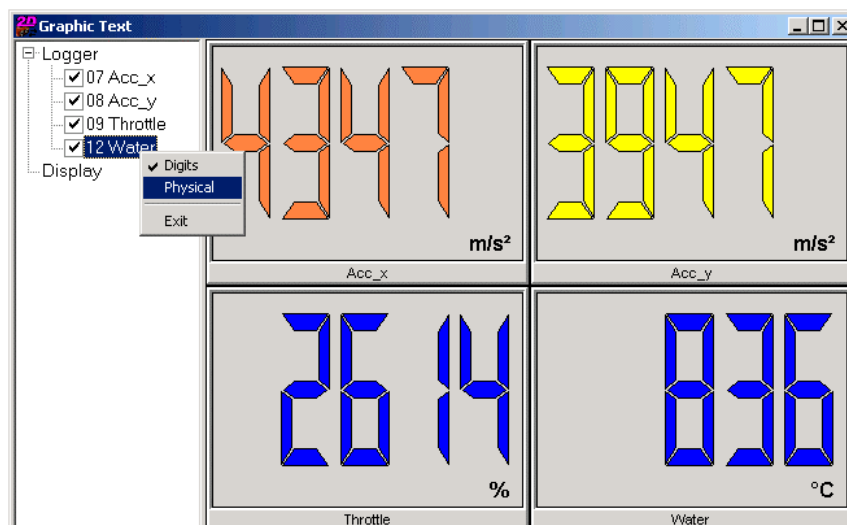 2D Graphic Text
Logger
07 Acc_x
08 Acc_y
09 Throttle
12 Water
Display
Digits
Physical
Exit
4347
m/s²
Acc_x
3947
m/s²
Acc_y
2614
%
Throttle
836
°C
Water